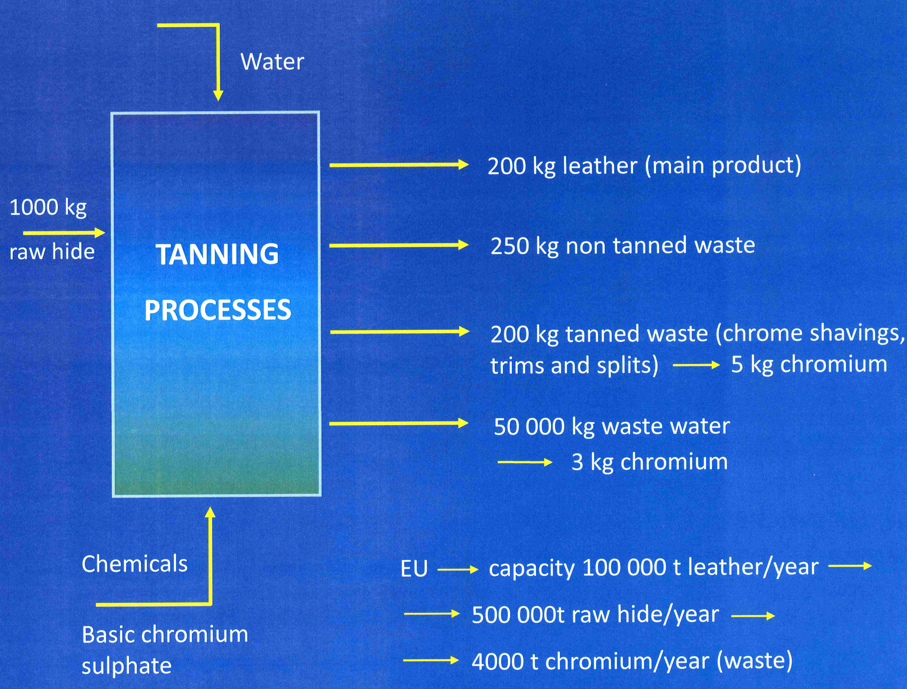 Water
1000 kg
raw hide
TANNING
PROCESSES
200 kg leather (main product)
250 kg non tanned waste
200 kg tanned waste (chrome shavings,
trims and splits) → 5 kg chromium
50 000 kg waste water
→ 3 kg chromium
Chemicals
Basic chromium
sulphate
EU → capacity 100 000 t leather/year →
→ 500 000t raw hide/year →
→ 4000 t chromium/year (waste)